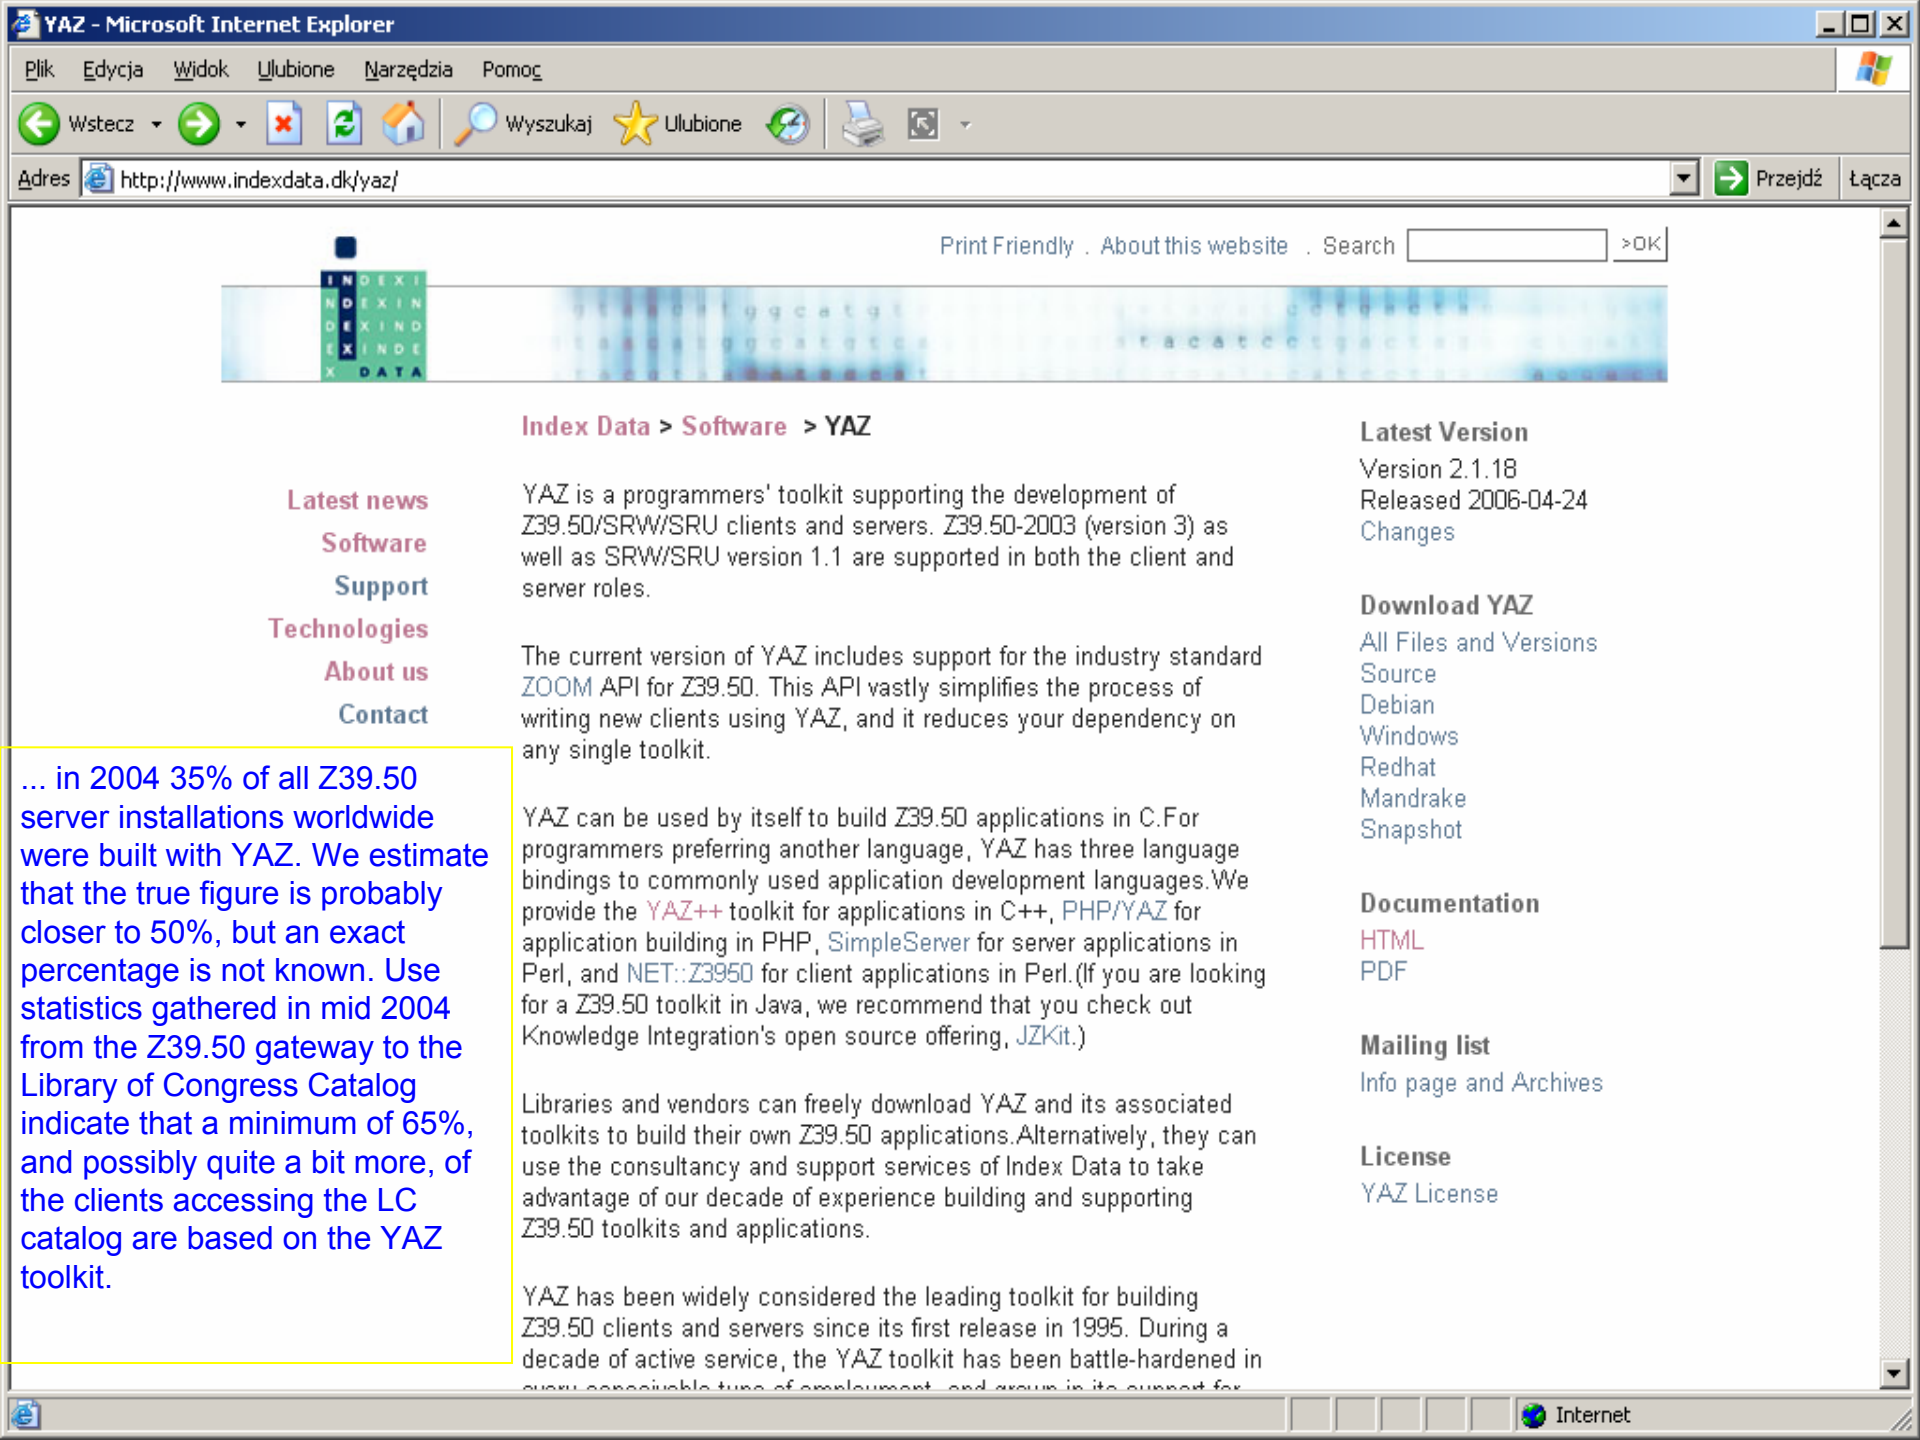 YAZ - Microsoft Internet Explorer
Plik Edycja Widok Ulubione Narzędzia Pomoc
Wstecz Wyszukaj Ulubione
Adres http://www.indexdata.dk/yaz/ Przejdź Łącza
Print Friendly . About this website . Search >OK
INDEXI
NDEXIN
DEXIND
EXINDE
X DATA
Index Data > Software > YAZ
Latest news
Software
Support
Technologies
About us
Contact
YAZ is a programmers' toolkit supporting the development of
Z39.50/SRW/SRU clients and servers. Z39.50-2003 (version 3) as
well as SRW/SRU version 1.1 are supported in both the client and
server roles.
The current version of YAZ includes support for the industry standard
ZOOM API for Z39.50. This API vastly simplifies the process of
writing new clients using YAZ, and it reduces your dependency on
any single toolkit.
YAZ can be used by itself to build Z39.50 applications in C.For
programmers preferring another language, YAZ has three language
bindings to commonly used application development languages.We
provide the YAZ++ toolkit for applications in C++, PHP/YAZ for
application building in PHP, SimpleServer for server applications in
Perl, and NET::Z3950 for client applications in Perl.(If you are looking
for a Z39.50 toolkit in Java, we recommend that you check out
Knowledge Integration's open source offering, JZKit.)
Libraries and vendors can freely download YAZ and its associated
toolkits to build their own Z39.50 applications.Alternatively, they can
use the consultancy and support services of Index Data to take
advantage of our decade of experience building and supporting
Z39.50 toolkits and applications.
YAZ has been widely considered the leading toolkit for building
Z39.50 clients and servers since its first release in 1995. During a
decade of active service, the YAZ toolkit has been battle-hardened in
Latest Version
Version 2.1.18
Released 2006-04-24
Changes
Download YAZ
All Files and Versions
Source
Debian
Windows
Redhat
Mandrake
Snapshot
Documentation
HTML
PDF
Mailing list
Info page and Archives
License
YAZ License
... in 2004 35% of all Z39.50
server installations worldwide
were built with YAZ. We estimate
that the true figure is probably
closer to 50%, but an exact
percentage is not known. Use
statistics gathered in mid 2004
from the Z39.50 gateway to the
Library of Congress Catalog
indicate that a minimum of 65%,
and possibly quite a bit more, of
the clients accessing the LC
catalog are based on the YAZ
toolkit.
Internet